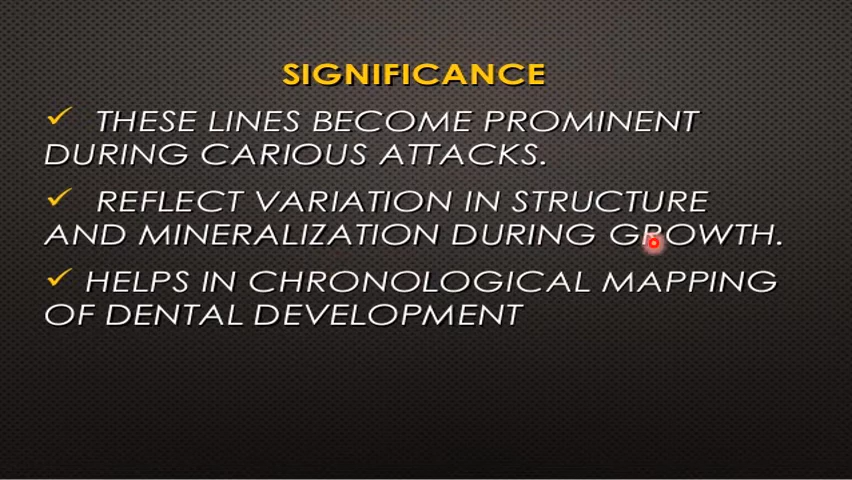 SIGNIFICANCE
✓ THESE LINES BECOME PROMINENT
DURING CARIOUS ATTACKS.
✓ REFLECT VARIATION IN STRUCTURE
AND MINERALIZATION DURING GROWTH.
✓ HELPS IN CHRONOLOGICAL MAPPING
OF DENTAL DEVELOPMENT